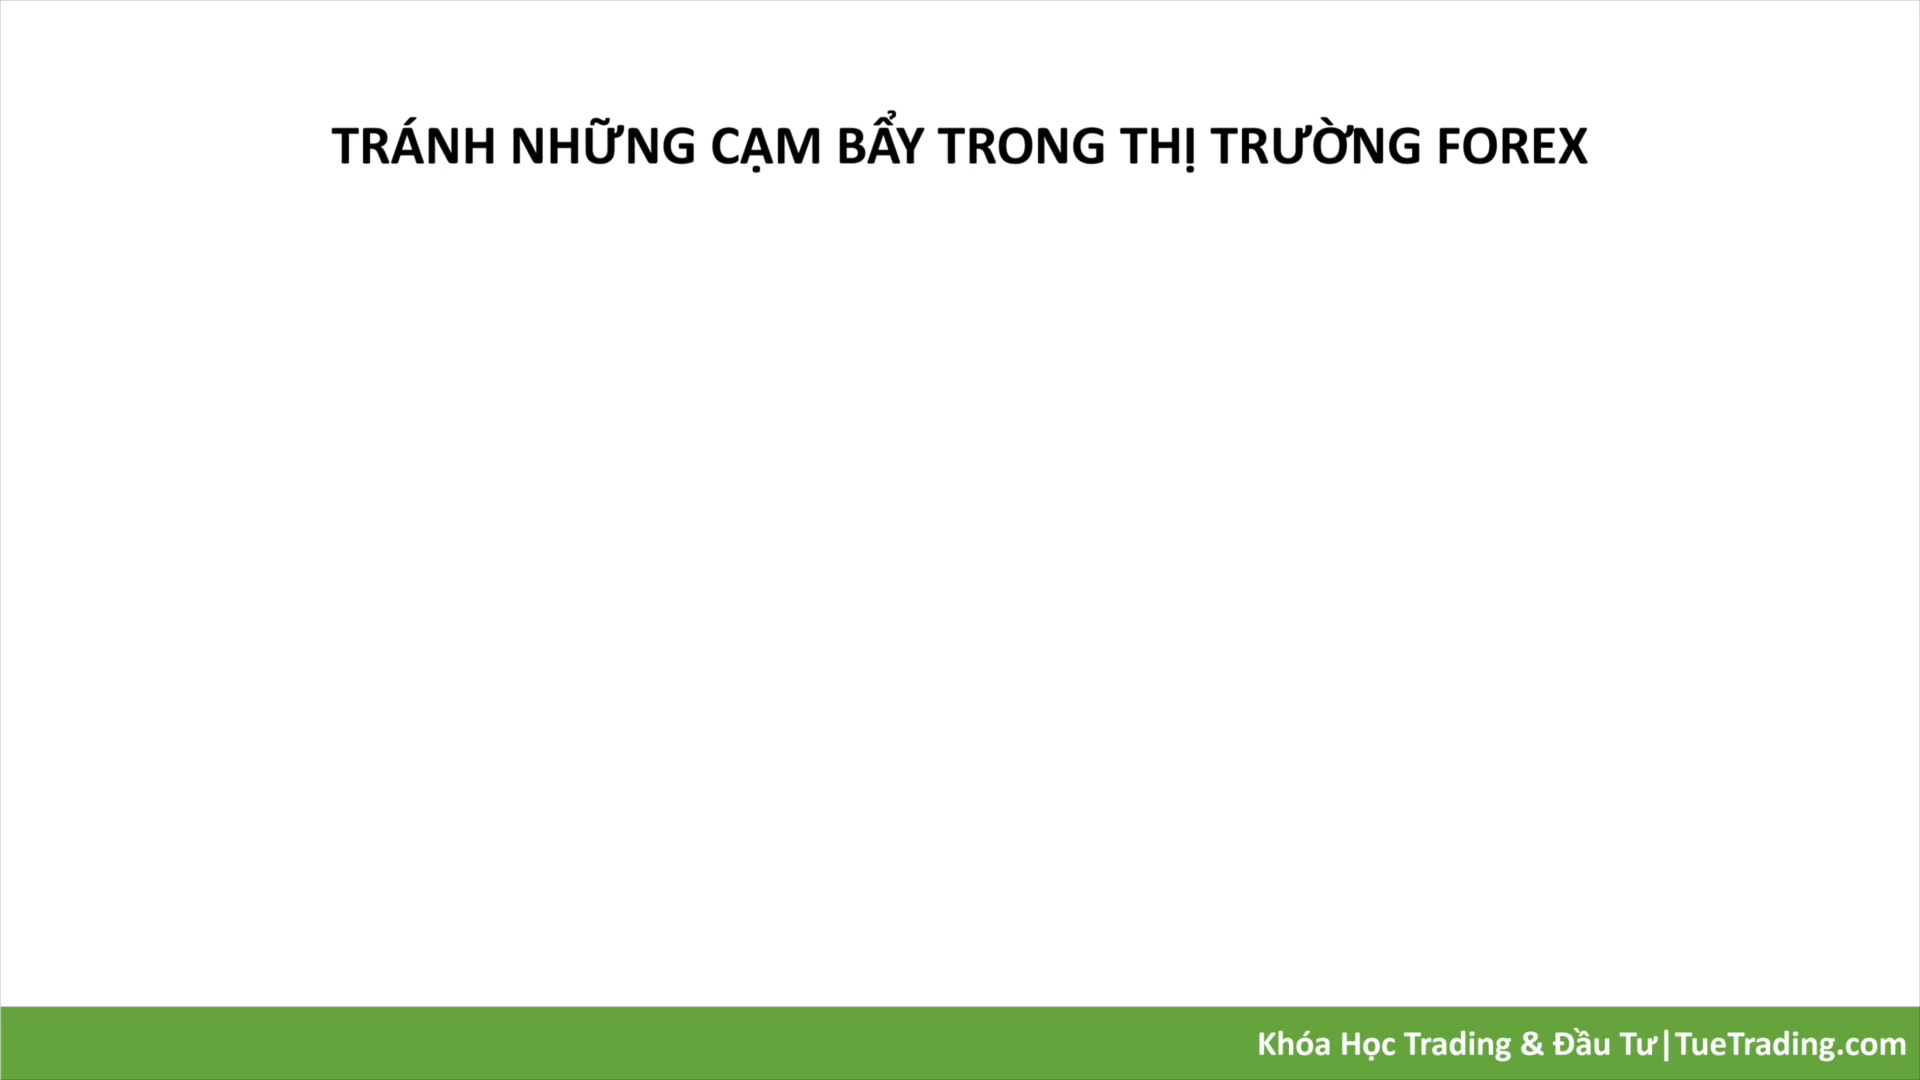 TRÁNH NHỮNG CẠM BẨY TRONG THỊ TRƯỜNG FOREX
Khóa Học Trading & Đầu Tư|TueTrading.com